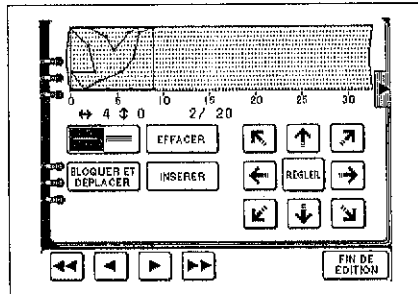 0 5 10 15 20 25 30
↔ 4 ↕ 0 2/ 20
EFFACER
BLOQUER ET
DEPLACER
INSERER
REGLER
FIN DE
EDITION